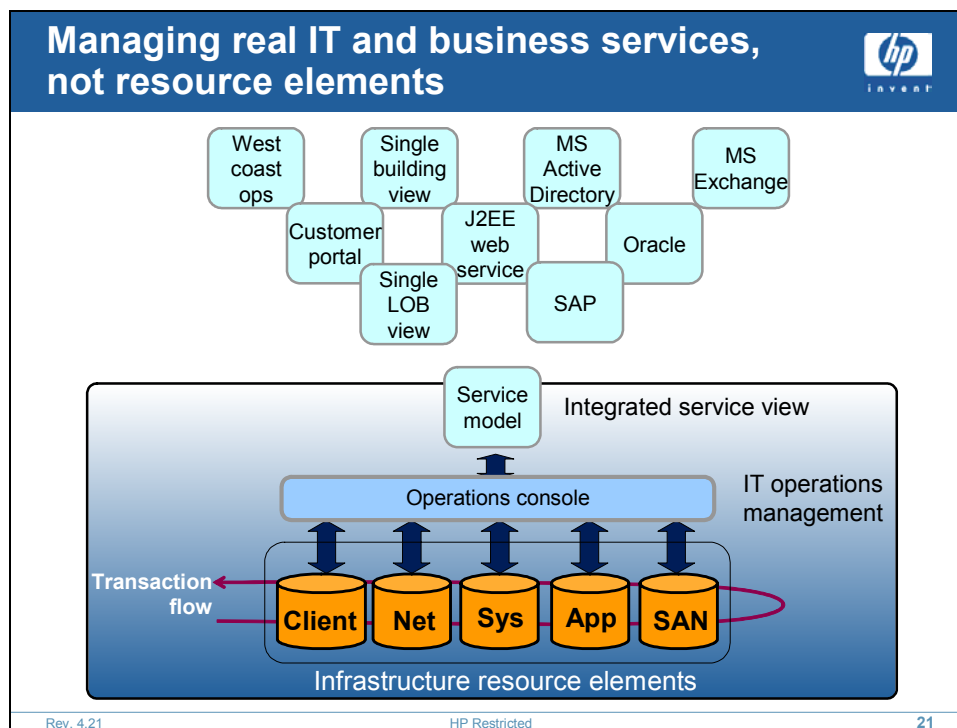 Managing real IT and business services,
not resource elements
hp
invent
West
coast
ops
Single
building
view
MS
Active
Directory
MS
Exchange
Customer
portal
J2EE
web
service
Oracle
Single
LOB
view
SAP
Service
model
Integrated service view
Operations console
IT operations
management
Transaction
flow
Client
Net
Sys
App
SAN
Infrastructure resource elements
Rev. 4.21
HP Restricted
21